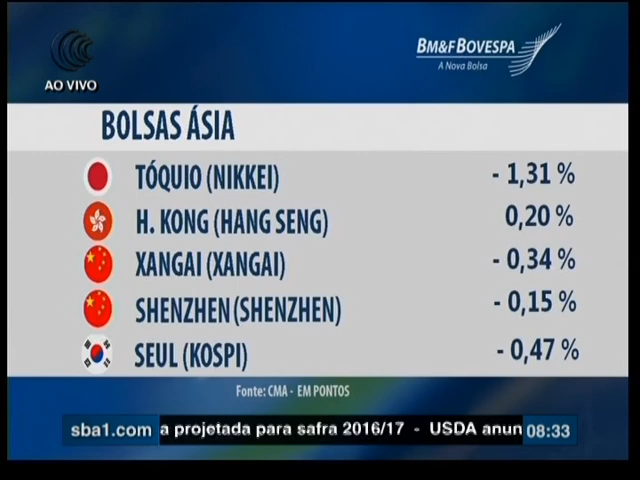 BM&FBOVESPA
A Nova Bolsa
AO VIVO
BOLSAS ÁSIA
TÓQUIO (NIKKEI) - 1,31 %
H. KONG (HANG SENG) 0,20 %
XANGAI (XANGAI) - 0,34 %
SHENZHEN (SHENZHEN) - 0,15 %
SEUL (KOSPI) - 0,47 %
Fonte: CMA - EM PONTOS
sba1.com a projetada para safra 2016/17 - USDA anun 08:33